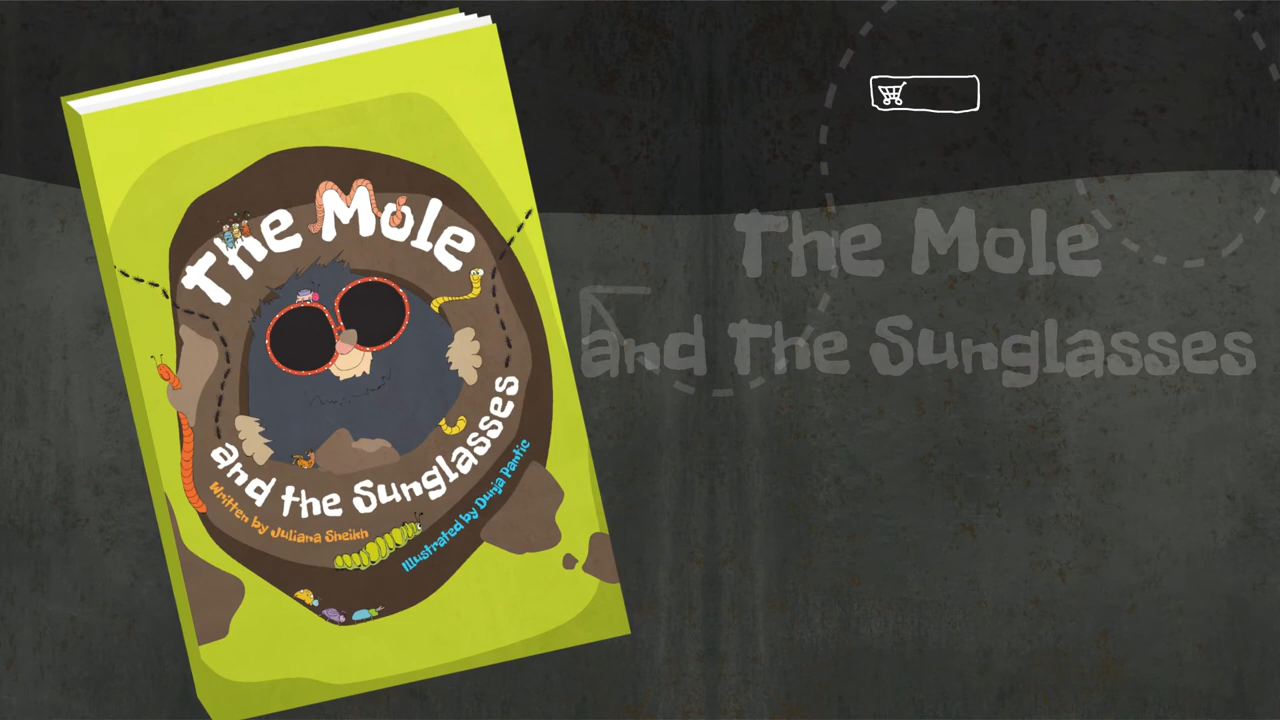 The Mole
and the Sunglasses
Written by Juliana Sheikh
Illustrated by Dunja Pantic
The Mole
and The Sunglasses